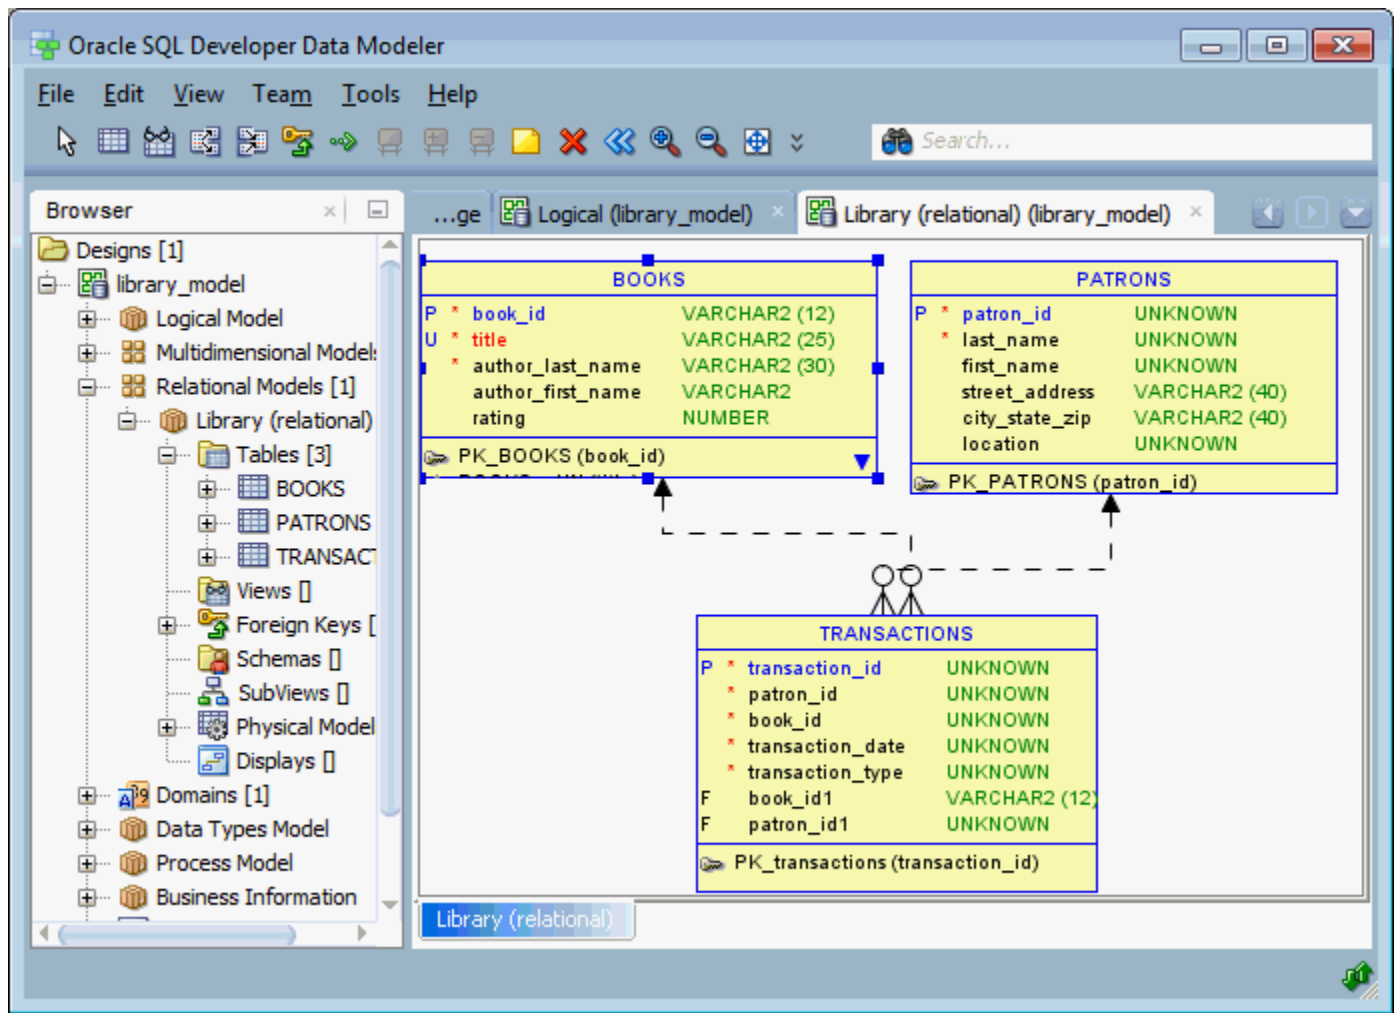 Oracle SQL Developer Data Modeler
File Edit View Team Tools Help
Search...
Browser
Designs [1]
library_model
Logical Model
Multidimensional Models
Relational Models [1]
Library (relational)
Tables [3]
BOOKS
PATRONS
TRANSACT
Views []
Foreign Keys [
Schemas []
SubViews []
Physical Model
Displays []
Domains [1]
Data Types Model
Process Model
Business Information
...ge Logical (library_model) Library (relational) (library_model)
BOOKS
P * book_id VARCHAR2 (12)
U * title VARCHAR2 (25)
* author_last_name VARCHAR2 (30)
author_first_name VARCHAR2
rating NUMBER
PK_BOOKS (book_id)
PATRONS
P * patron_id UNKNOWN
* last_name UNKNOWN
first_name UNKNOWN
street_address VARCHAR2 (40)
city_state_zip VARCHAR2 (40)
location UNKNOWN
PK_PATRONS (patron_id)
TRANSACTIONS
P * transaction_id UNKNOWN
* patron_id UNKNOWN
* book_id UNKNOWN
* transaction_date UNKNOWN
* transaction_type UNKNOWN
F book_id1 VARCHAR2 (12)
F patron_id1 UNKNOWN
PK_transactions (transaction_id)
Library (relational)